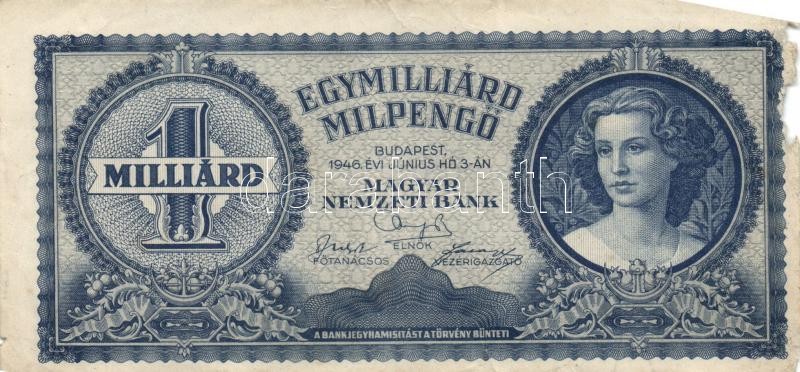 EGYMILLIÁRD
MILPENGŐ
BUDAPEST,
1946. ÉVI JÚNIUS HÓ 3-ÁN
MAGYAR
NEMZETI BANK
1
MILLIÁRD
ELNÖK
FŐTANÁCSOS
VEZÉRIGAZGATÓ
A BANKJEGYHAMISÍTÁST A TÖRVÉNY BÜNTETI
darabanth